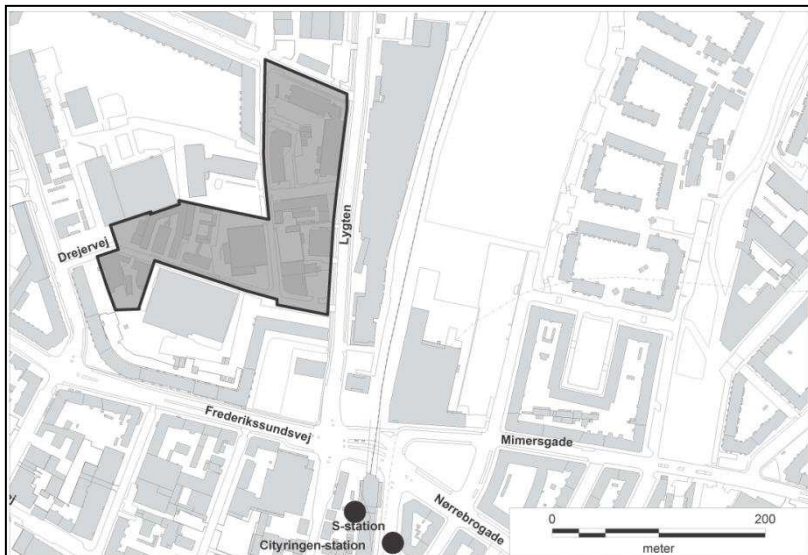 Lygten
Drejervej
Frederikssundsvej
Mimersgade
Nørrebrogade
S-station
Cityringen-station
0 200
meter